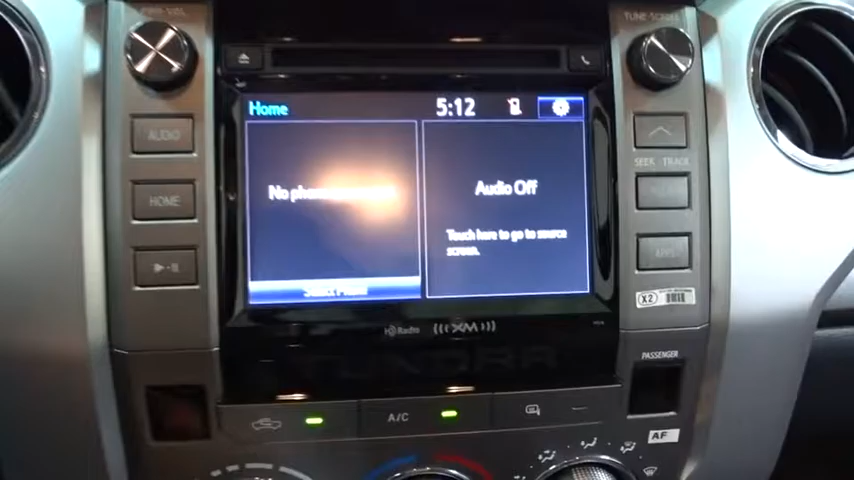 PWR·VOL
TUNE·SCROLL
AUDIO
HOME
Home
5:12
No phone
Audio Off
Touch here to go to source
screen.
SEEK
TRACK
APPS
X2
HD Radio
((( XM )))
TUNDRA
PASSENGER
A/C
AF